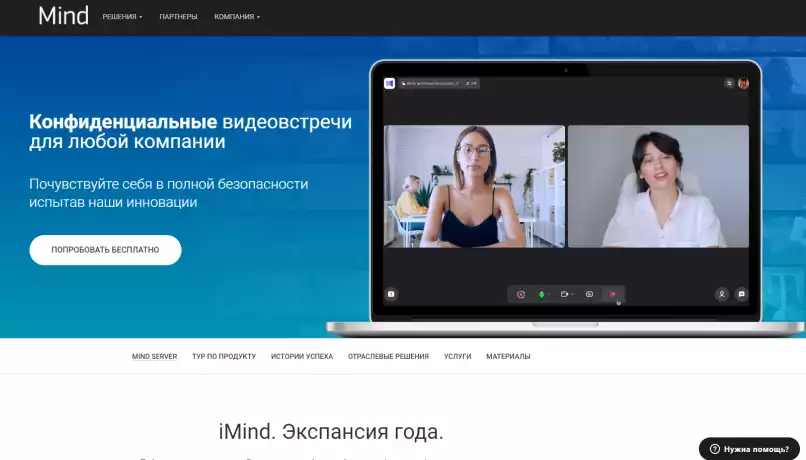 Mind
РЕШЕНИЯ ПАРТНЕРЫ КОМПАНИЯ
Конфиденциальные видеовстречи
для любой компании
Почувствуйте себя в полной безопасности
испытав наши инновации
ПОПРОБОВАТЬ БЕСПЛАТНО
MIND SERVER ТУР ПО ПРОДУКТУ ИСТОРИИ УСПЕХА ОТРАСЛЕВЫЕ РЕШЕНИЯ УСЛУГИ МАТЕРИАЛЫ
iMind. Экспансия года.
Нужна помощь?